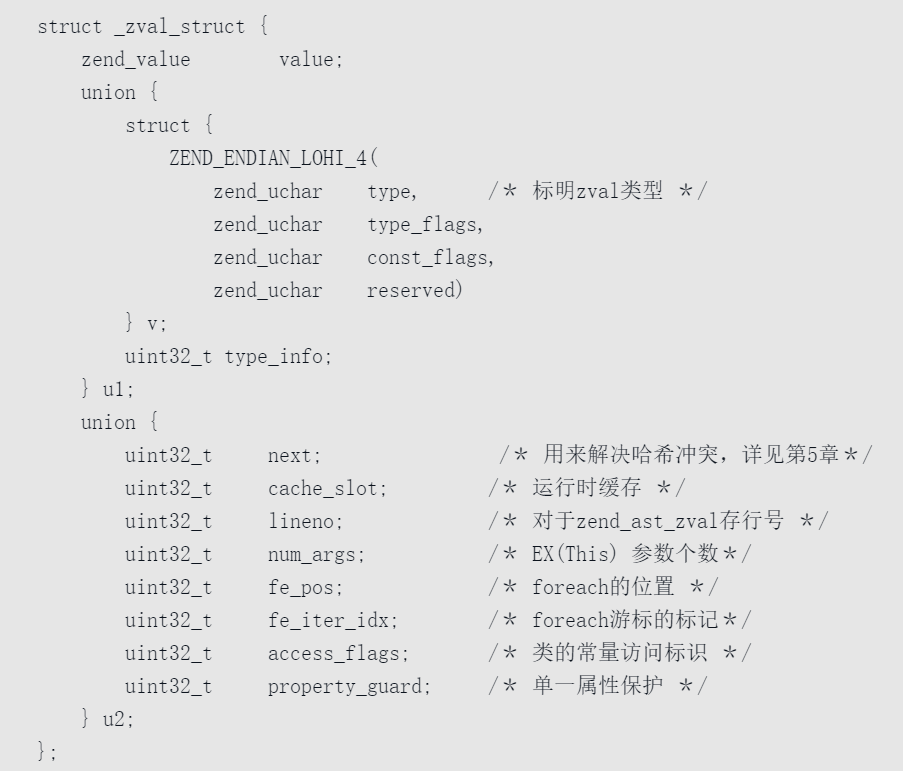 struct _zval_struct {
    zend_value        value;
    union {
        struct {
            ZEND_ENDIAN_LOHI_4(
                zend_uchar    type,      /* 标明zval类型 */
                zend_uchar    type_flags,
                zend_uchar    const_flags,
                zend_uchar    reserved)
        } v;
        uint32_t type_info;
    } u1;
    union {
        uint32_t     next;                /* 用来解决哈希冲突，详见第5章*/
        uint32_t     cache_slot;         /* 运行时缓存 */
        uint32_t     lineno;             /* 对于zend_ast_zval存行号 */
        uint32_t     num_args;           /* EX(This) 参数个数*/
        uint32_t     fe_pos;             /* foreach的位置 */
        uint32_t     fe_iter_idx;        /* foreach游标的标记*/
        uint32_t     access_flags;       /* 类的常量访问标识 */
        uint32_t     property_guard;     /* 单一属性保护 */
    } u2;
};